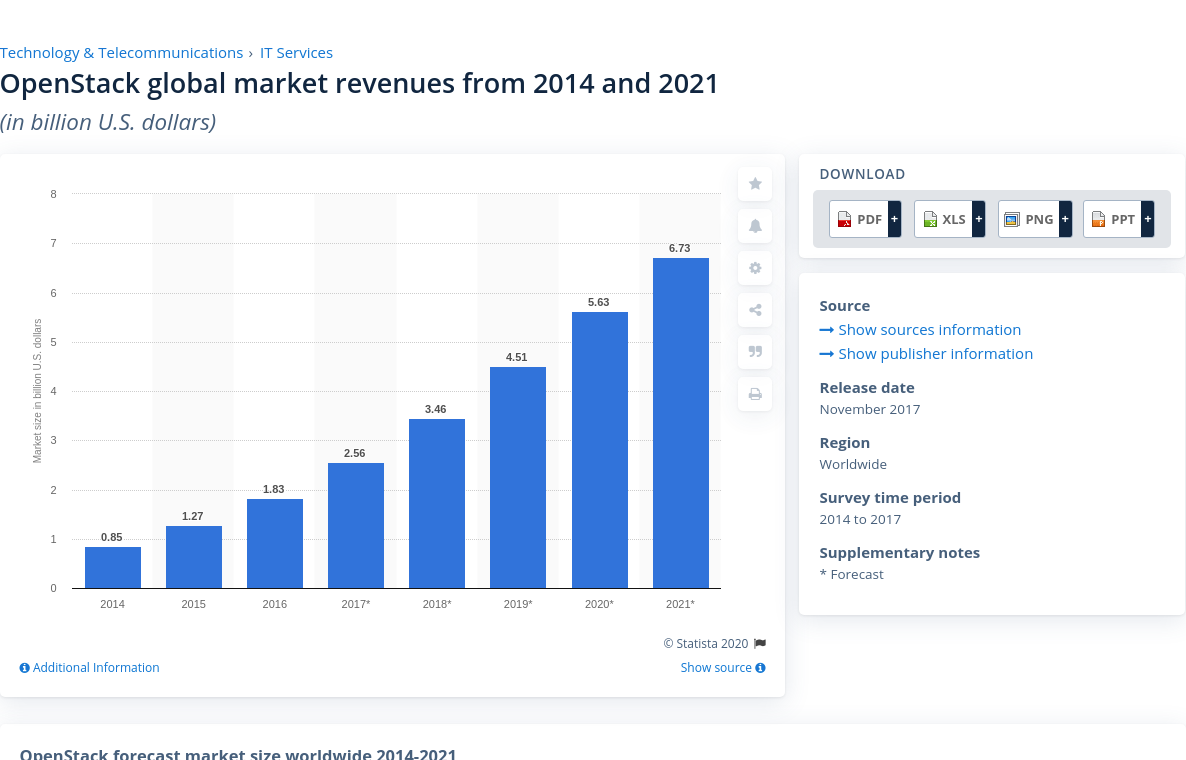 Technology & Telecommunications › IT Services
OpenStack global market revenues from 2014 and 2021
(in billion U.S. dollars)
Market size in billion U.S. dollars
8
7
6
5
4
3
2
1
0
0.85
1.27
1.83
2.56
3.46
4.51
5.63
6.73
2014
2015
2016
2017*
2018*
2019*
2020*
2021*
© Statista 2020
Additional Information
Show source
DOWNLOAD
PDF +
XLS +
PNG +
PPT +
Source
Show sources information
Show publisher information
Release date
November 2017
Region
Worldwide
Survey time period
2014 to 2017
Supplementary notes
* Forecast
OpenStack forecast market size worldwide 2014-2021